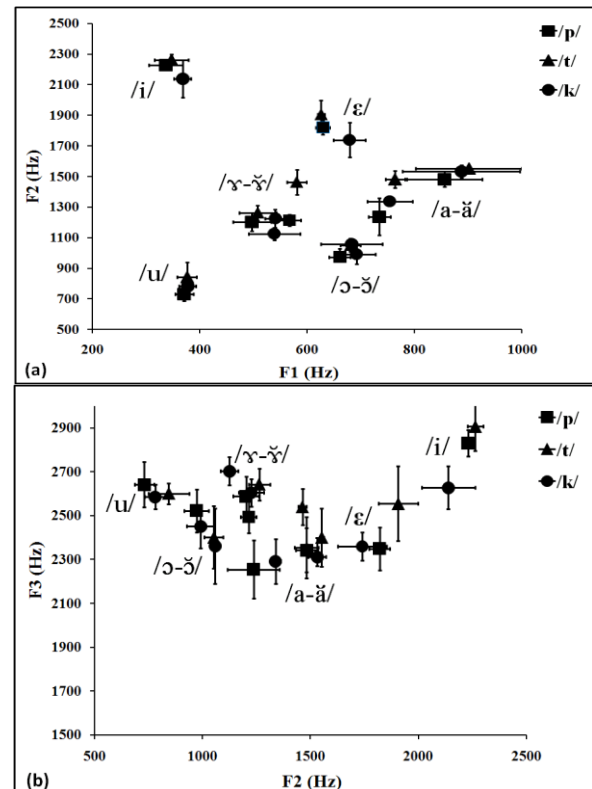 2500
2300
2100
1900
1700
1500
1300
1100
900
700
500
F2 (Hz)
200
400
600
800
1000
F1 (Hz)
/i/
/ɛ/
/ɤ-ɤ̆/
/a-ă/
/u/
/ɔ-ɔ̆/
/p/
/t/
/k/
(a)
2900
2700
2500
2300
2100
1900
1700
1500
F3 (Hz)
500
1000
1500
2000
2500
F2 (Hz)
/u/
/ɤ-ɤ̆/
/i/
/ɔ-ɔ̆/
/a-ă/
/ɛ/
/p/
/t/
/k/
(b)